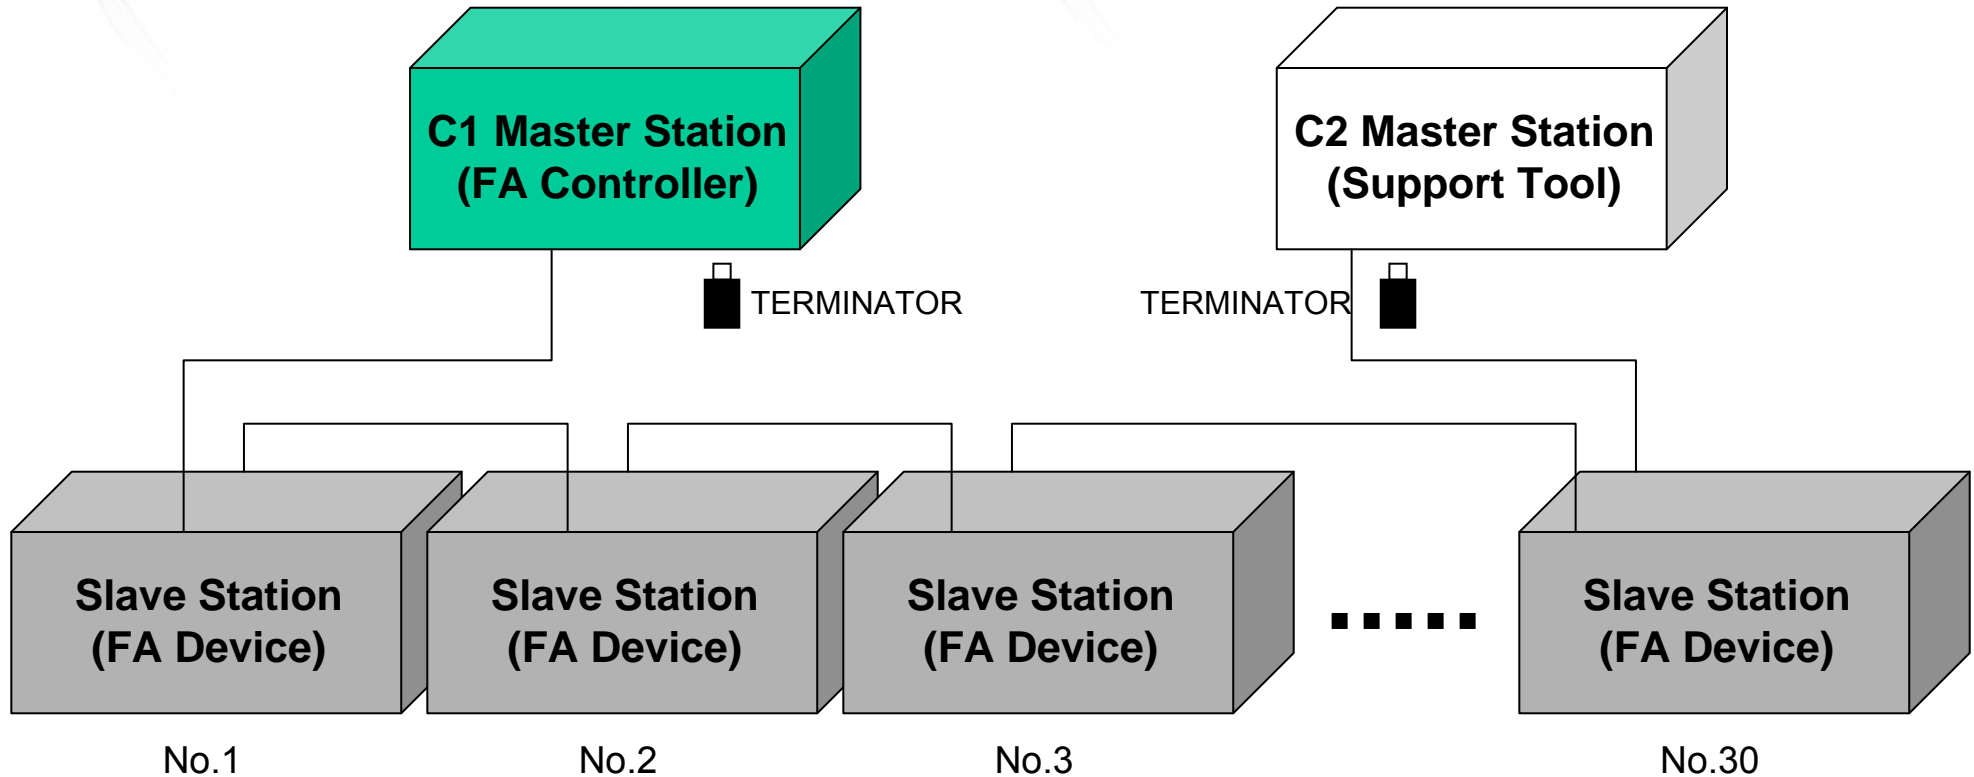 C1 Master Station
(FA Controller)
C2 Master Station
(Support Tool)
TERMINATOR
TERMINATOR
Slave Station
(FA Device)
Slave Station
(FA Device)
Slave Station
(FA Device)
Slave Station
(FA Device)
No.1
No.2
No.3
No.30